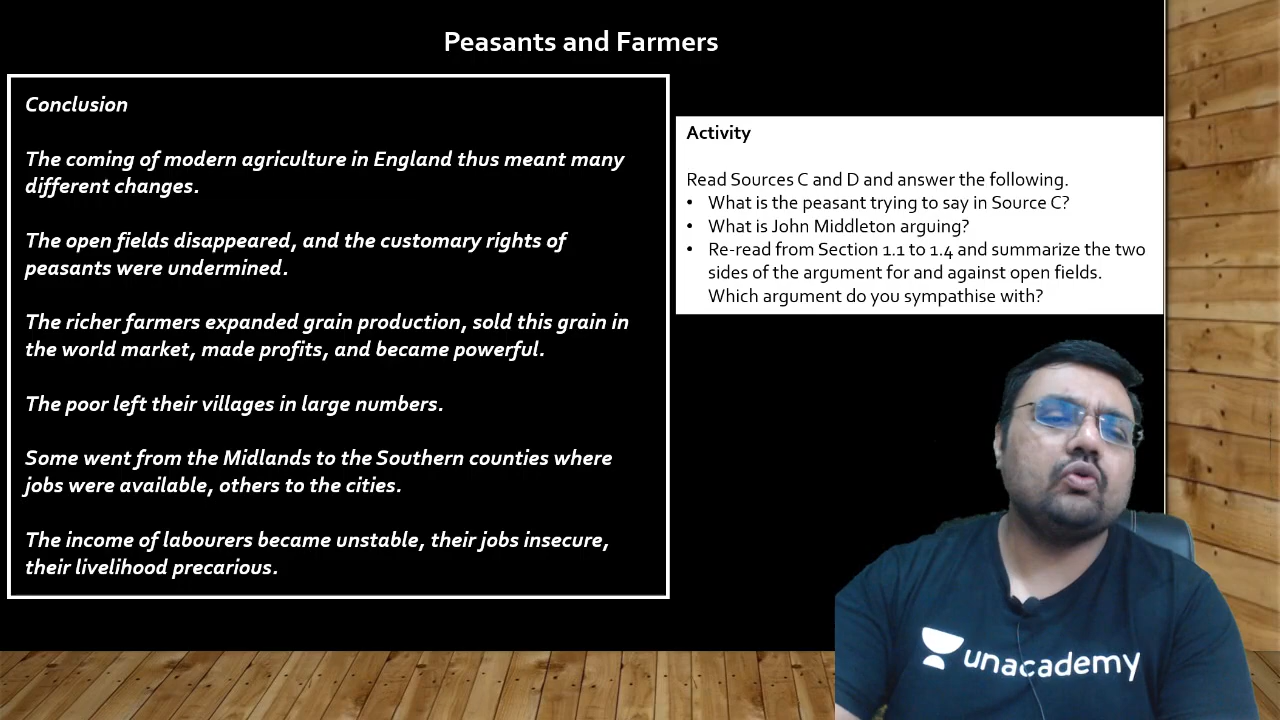 Peasants and Farmers
Conclusion
The coming of modern agriculture in England thus meant many
different changes.
The open fields disappeared, and the customary rights of
peasants were undermined.
The richer farmers expanded grain production, sold this grain in
the world market, made profits, and became powerful.
The poor left their villages in large numbers.
Some went from the Midlands to the Southern counties where
jobs were available, others to the cities.
The income of labourers became unstable, their jobs insecure,
their livelihood precarious.
Activity
Read Sources C and D and answer the following.
• What is the peasant trying to say in Source C?
• What is John Middleton arguing?
• Re-read from Section 1.1 to 1.4 and summarize the two
sides of the argument for and against open fields.
Which argument do you sympathise with?
unacademy